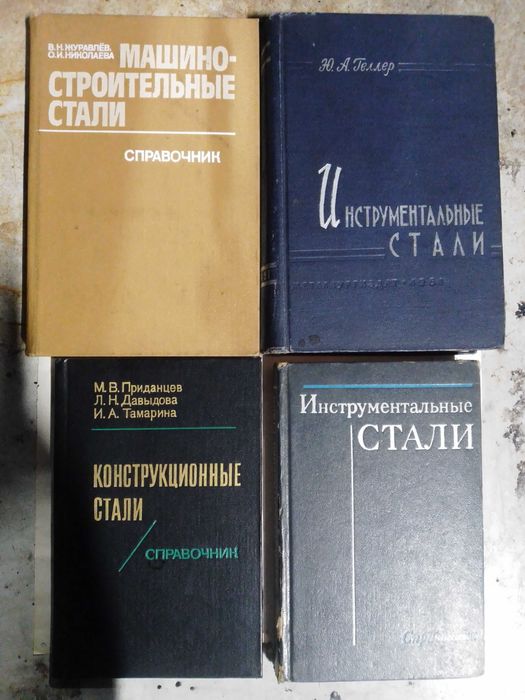 В.Н.ЖУРАВЛЁВ,
О.И.НИКОЛАЕВА
МАШИНО-
СТРОИТЕЛЬНЫЕ
СТАЛИ
СПРАВОЧНИК
Ю. А. Геллер
ИНСТРУМЕНТАЛЬНЫЕ
СТАЛИ
М. В. Приданцев
Л. Н. Давыдова
И. А. Тамарина
КОНСТРУКЦИОННЫЕ
СТАЛИ
СПРАВОЧНИК
Инструментальные
СТАЛИ